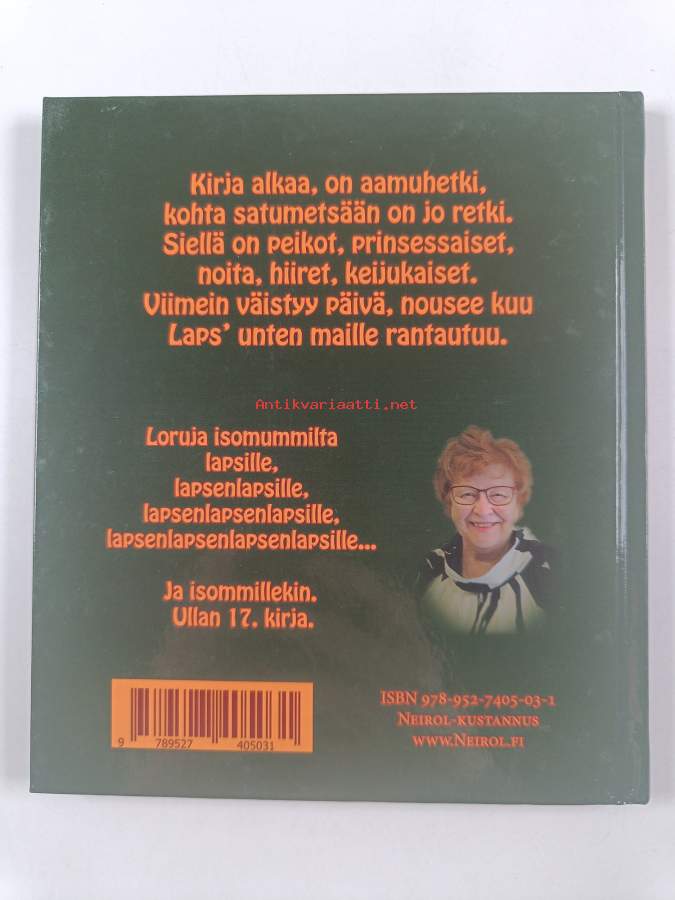 Kirja alkaa, on aamuhetki,
kohta satumetsään on jo retki.
Siellä on peikot, prinsessaiset,
noita, hiiret, keijukaiset.
Viimein väistyy päivä, nousee kuu
Laps' unten maille rantautuu.
Antikvariaatti.net
Loruja isomummilta
lapsille,
lapsenlapsille,
lapsenlapsenlapsille,
lapsenlapsenlapsenlapsille...
Ja isommillekin.
Ullan 17. kirja.
9 789527 405031
ISBN 978-952-7405-03-1
Neirol-kustannus
www.Neirol.fi